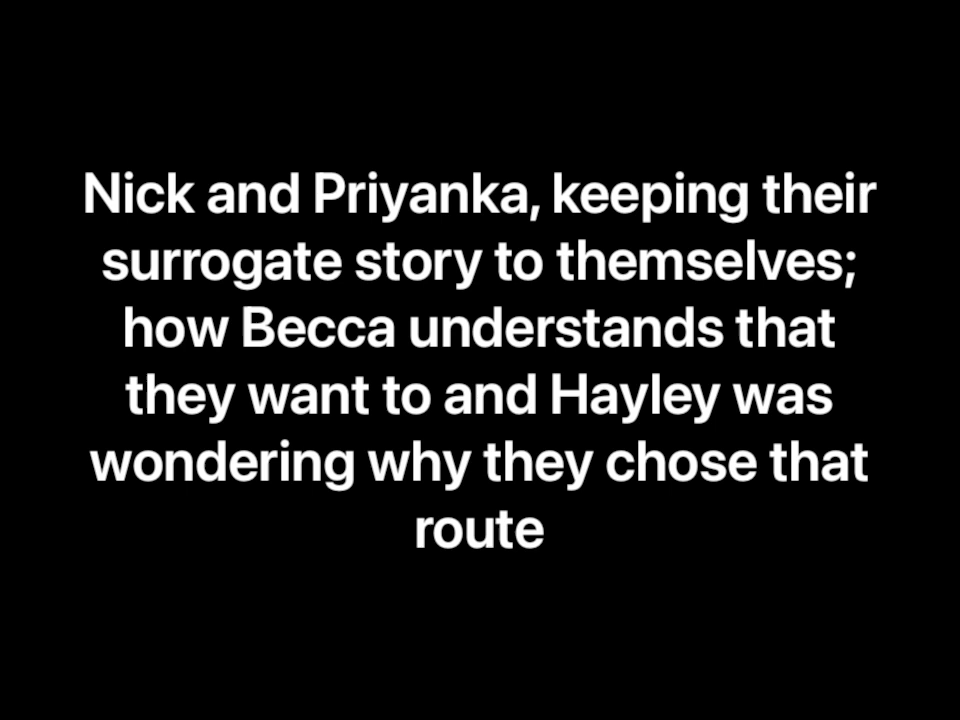 Nick and Priyanka, keeping their
surrogate story to themselves;
how Becca understands that
they want to and Hayley was
wondering why they chose that
route